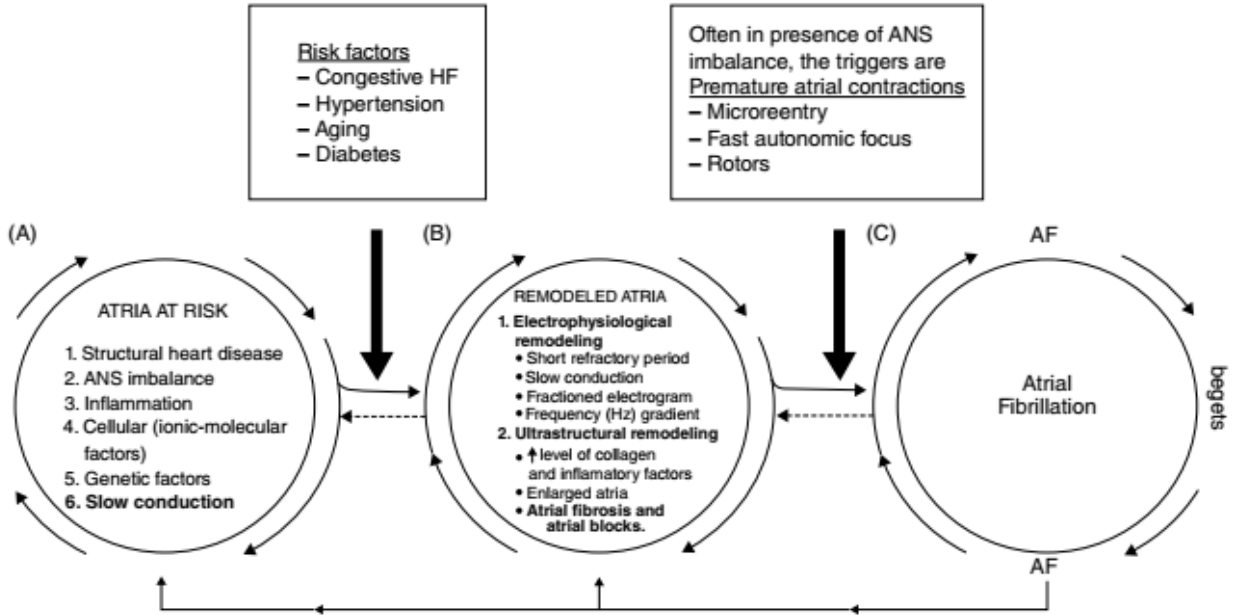 Risk factors
– Congestive HF
– Hypertension
– Aging
– Diabetes
Often in presence of ANS
imbalance, the triggers are
Premature atrial contractions
– Microreentry
– Fast autonomic focus
– Rotors
(A)
ATRIA AT RISK
1. Structural heart disease
2. ANS imbalance
3. Inflammation
4. Cellular (ionic-molecular
factors)
5. Genetic factors
6. Slow conduction
(B)
REMODELED ATRIA
1. Electrophysiological
remodeling
• Short refractory period
• Slow conduction
• Fractioned electrogram
• Frequency (Hz) gradient
2. Ultrastructural remodeling
• ↑ level of collagen
and inflamatory factors
• Enlarged atria
• Atrial fibrosis and
atrial blocks.
(C)
AF
Atrial
Fibrillation
begets
AF